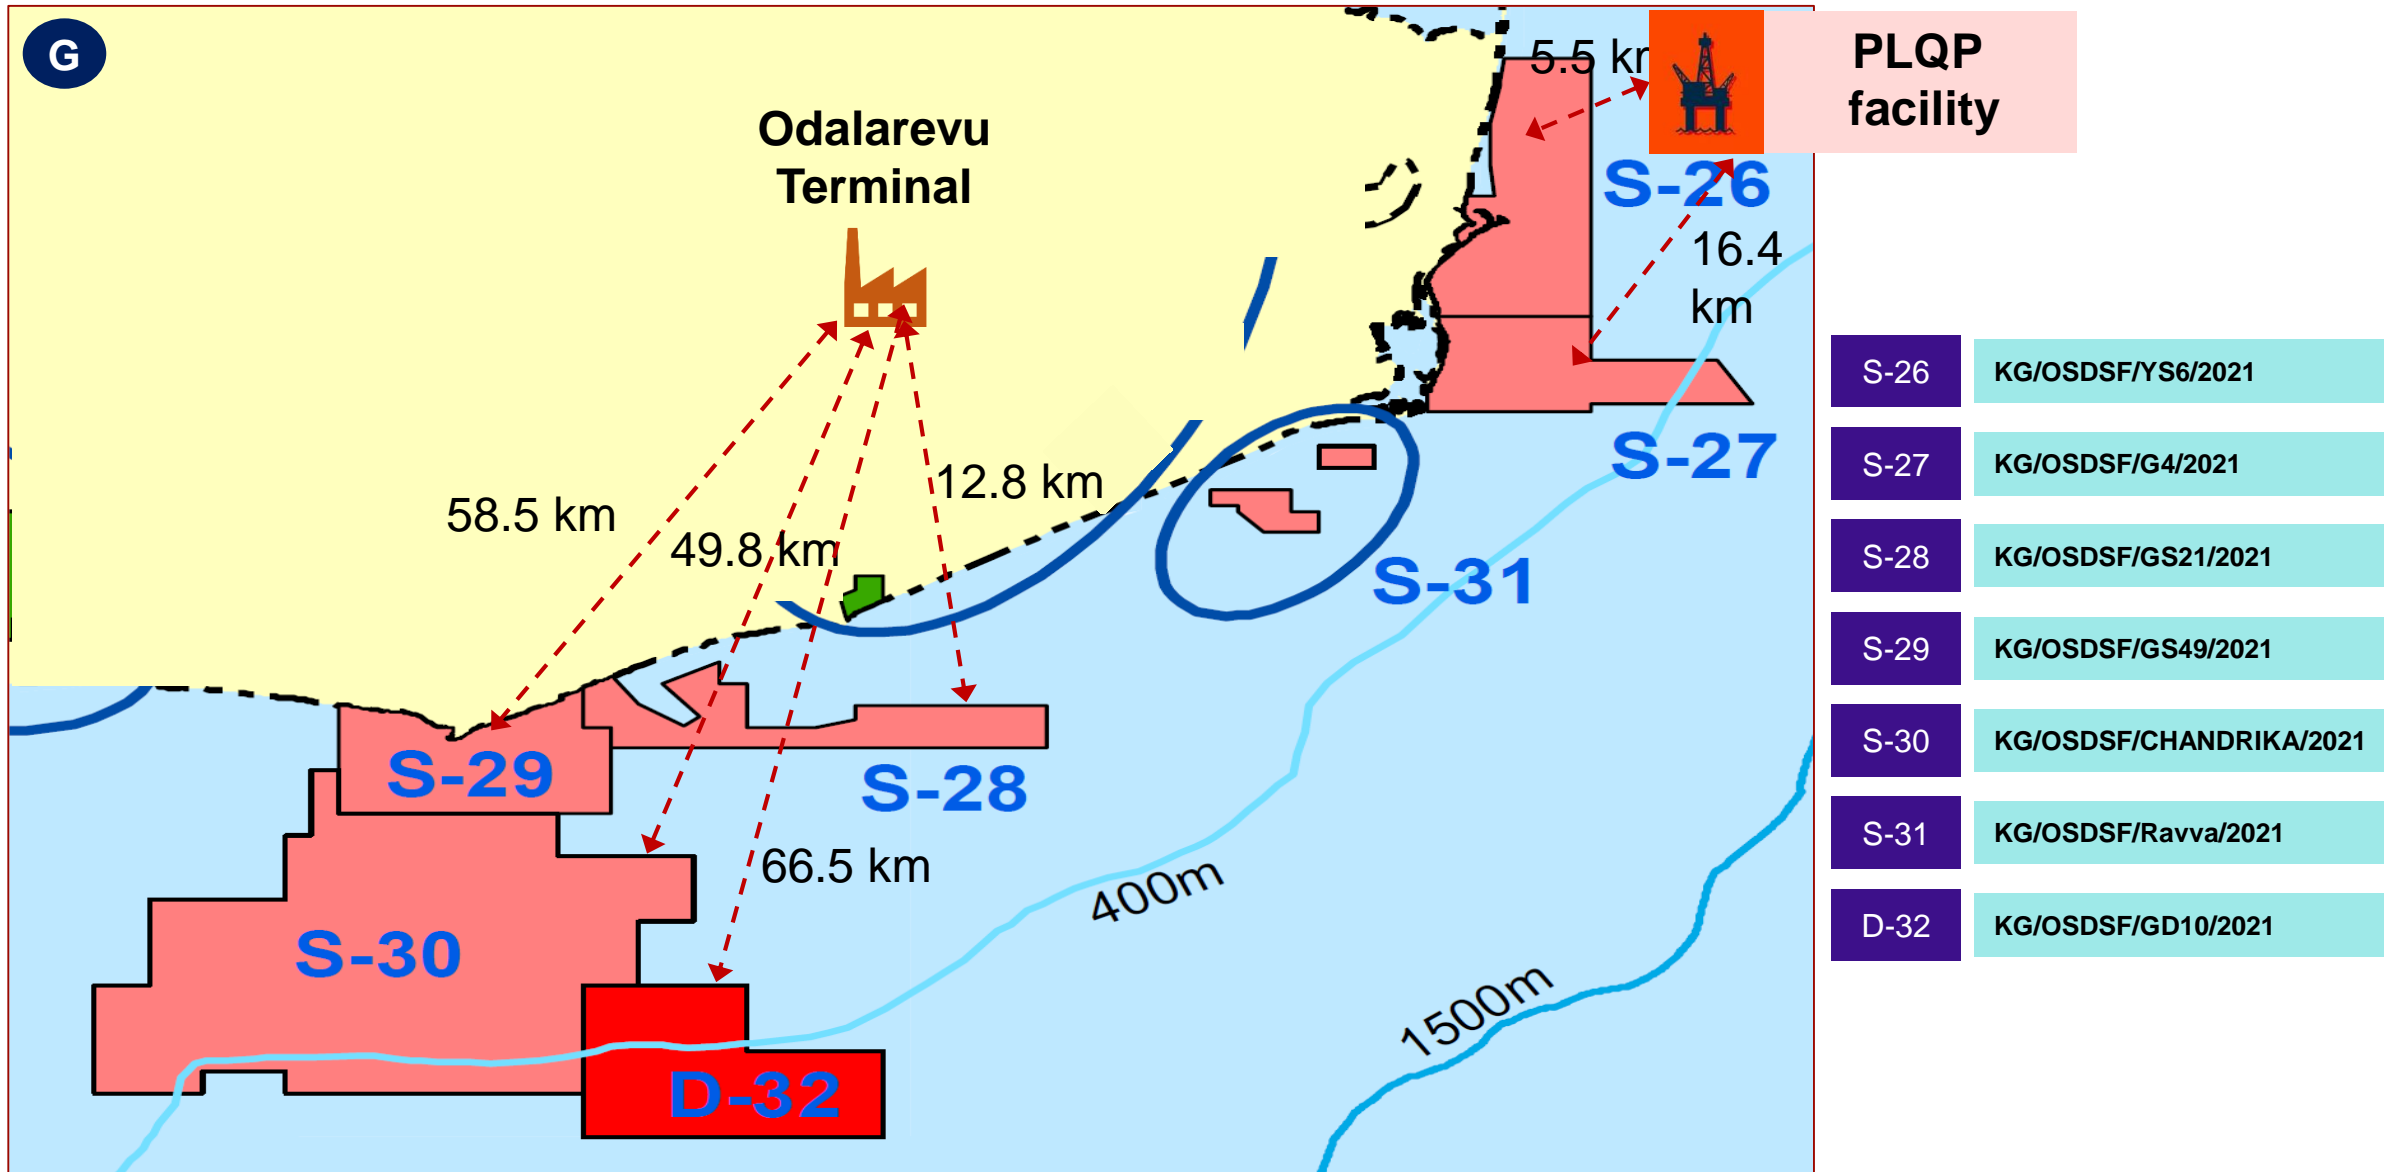 G
5.5 kr
PLQP
facility
Odalarevu
Terminal
S-26
16.4
km
S-27
12.8 km
58.5 km
49.8 km
S-31
S-29
S-28
66.5 km
400m
S-30
1500m
D-32
S-26 KG/OSDSF/YS6/2021
S-27 KG/OSDSF/G4/2021
S-28 KG/OSDSF/GS21/2021
S-29 KG/OSDSF/GS49/2021
S-30 KG/OSDSF/CHANDRIKA/2021
S-31 KG/OSDSF/Ravva/2021
D-32 KG/OSDSF/GD10/2021